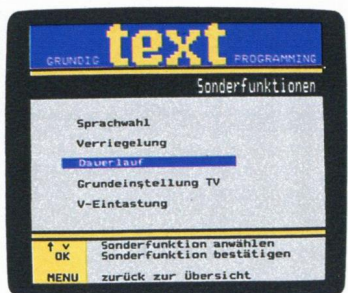 GRUNDIG text PROGRAMMING
Sonderfunktionen
Sprachwahl
Verriegelung
Dauerlauf
Grundeinstellung TV
V-Eintastung
↑ v Sonderfunktion anwählen
OK Sonderfunktion bestätigen
MENU zurück zur Übersicht